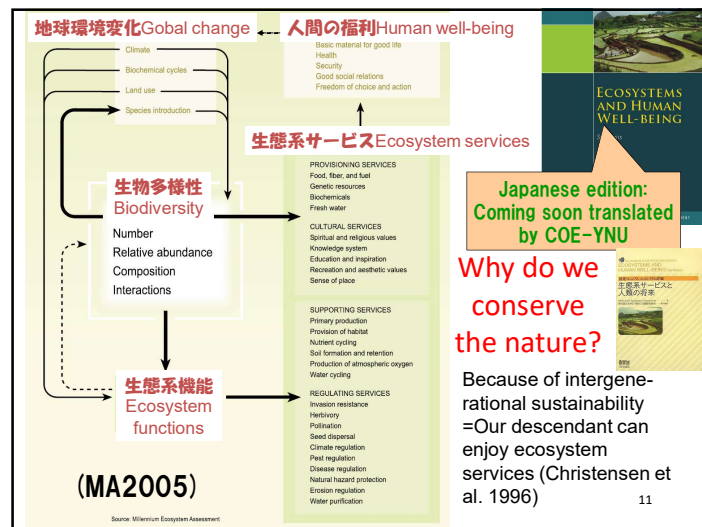 地球環境変化Gobal change
Climate
Biochemical cycles
Land use
Species introduction
人間の福利Human well-being
Basic material for good life
Health
Security
Good social relations
Freedom of choice and action
生態系サービスEcosystem services
PROVISIONING SERVICES
Food, fiber, and fuel
Genetic resources
Biochemicals
Fresh water
CULTURAL SERVICES
Spiritual and religious values
Knowledge system
Education and inspiration
Recreation and aesthetic values
Sense of place
生物多様性
Biodiversity
Number
Relative abundance
Composition
Interactions
SUPPORTING SERVICES
Primary production
Provision of habitat
Nutrient cycling
Soil formation and retention
Production of atmospheric oxygen
Water cycling
REGULATING SERVICES
Invasion resistance
Herbivory
Pollination
Seed dispersal
Climate regulation
Pest regulation
Disease regulation
Natural hazard protection
Erosion regulation
Water purification
生態系機能
Ecosystem
functions
(MA2005)
Source: Millennium Ecosystem Assessment
ECOSYSTEMS
AND HUMAN
WELL-BEING
Japanese edition:
Coming soon translated
by COE-YNU
Why do we
conserve
the nature?
生態系サービスと
人類の将来
Because of intergene-
rational sustainability
=Our descendant can
enjoy ecosystem
services (Christensen et
al. 1996)
11